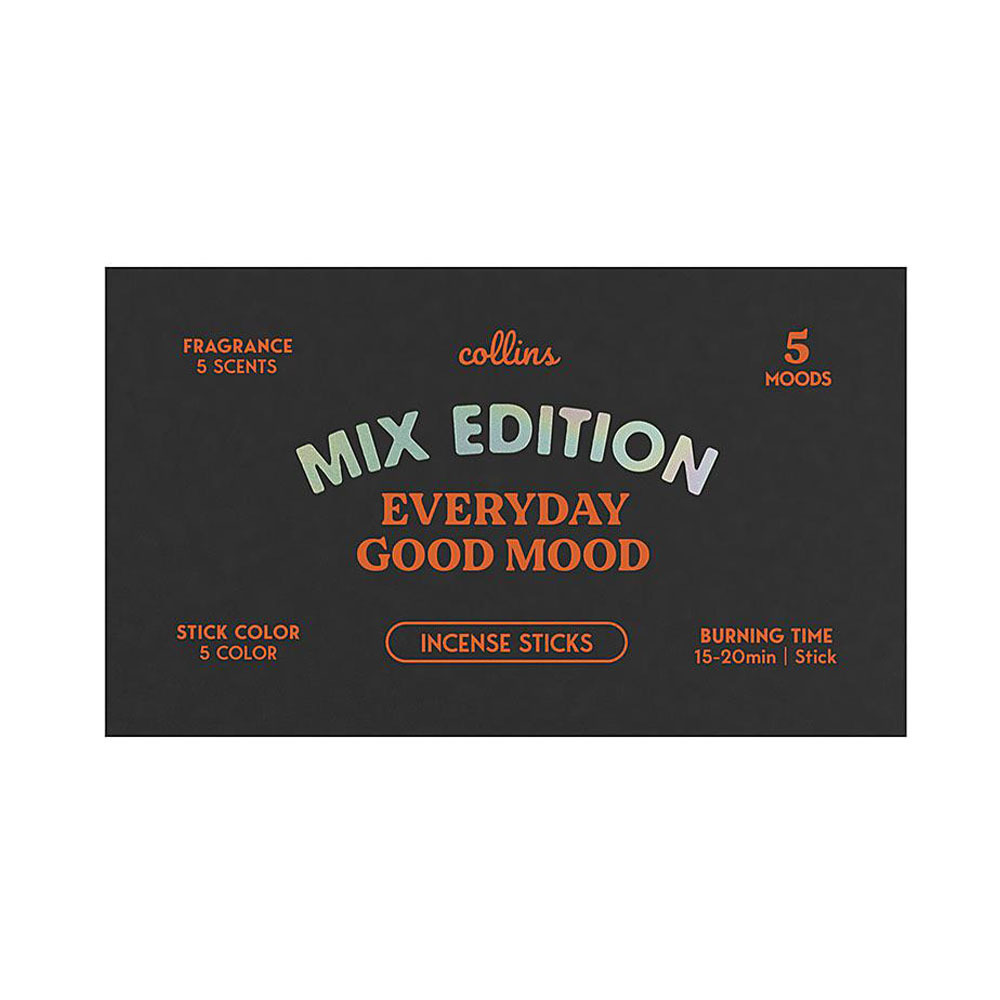 FRAGRANCE
5 SCENTS
collins
5
MOODS
MIX EDITION
EVERYDAY
GOOD MOOD
STICK COLOR
5 COLOR
INCENSE STICKS
BURNING TIME
15-20min | Stick